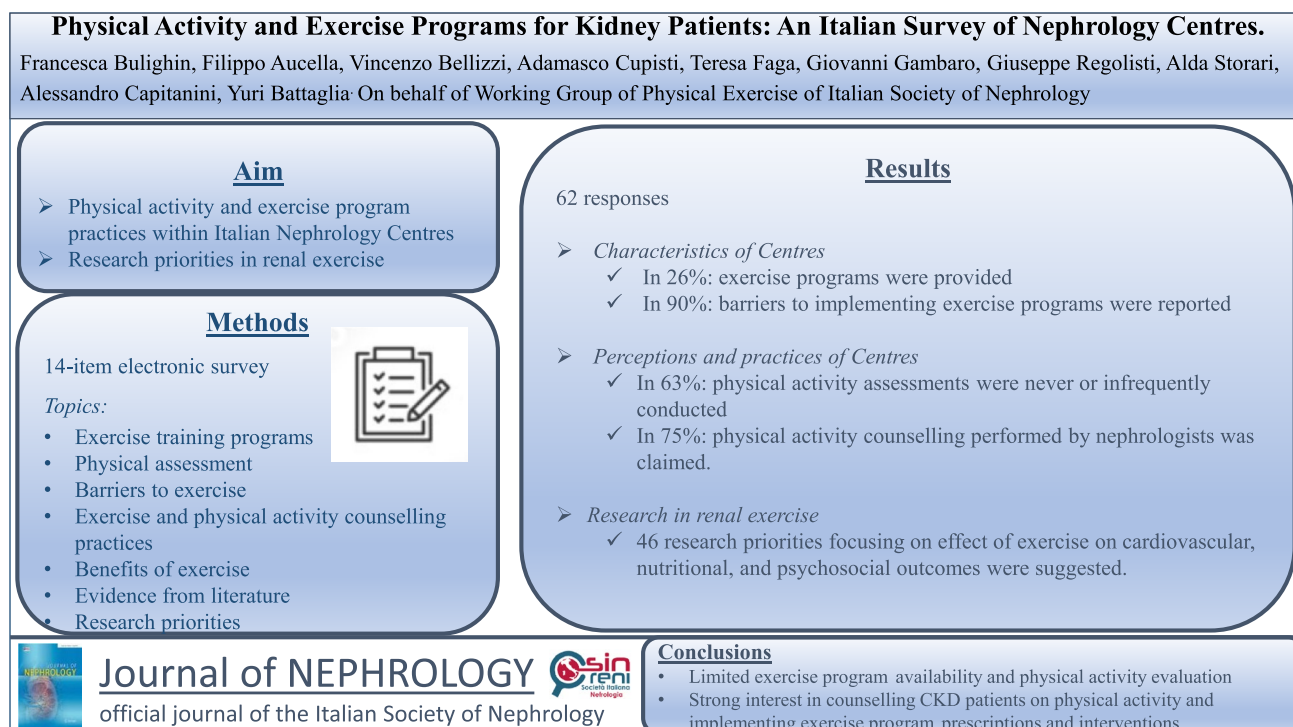 Physical Activity and Exercise Programs for Kidney Patients: An Italian Survey of Nephrology Centres.
Francesca Bulighin, Filippo Aucella, Vincenzo Bellizzi, Adamasco Cupisti, Teresa Faga, Giovanni Gambaro, Giuseppe Regolisti, Alda Storari,
Alessandro Capitanini, Yuri Battaglia. On behalf of Working Group of Physical Exercise of Italian Society of Nephrology
Aim
➢ Physical activity and exercise program
practices within Italian Nephrology Centres
➢ Research priorities in renal exercise
Methods
14-item electronic survey
Topics:
• Exercise training programs
• Physical assessment
• Barriers to exercise
• Exercise and physical activity counselling
practices
• Benefits of exercise
• Evidence from literature
• Research priorities
Results
62 responses
➢ Characteristics of Centres
✓ In 26%: exercise programs were provided
✓ In 90%: barriers to implementing exercise programs were reported
➢ Perceptions and practices of Centres
✓ In 63%: physical activity assessments were never or infrequently
conducted
✓ In 75%: physical activity counselling performed by nephrologists was
claimed.
➢ Research in renal exercise
✓ 46 research priorities focusing on effect of exercise on cardiovascular,
nutritional, and psychosocial outcomes were suggested.
JOURNAL OF
NEPHROLOGY
Journal of NEPHROLOGY
official journal of the Italian Society of Nephrology
sin
reni
Società Italiana
Nefrologia
Conclusions
• Limited exercise program availability and physical activity evaluation
• Strong interest in counselling CKD patients on physical activity and
implementing exercise program prescriptions and interventions